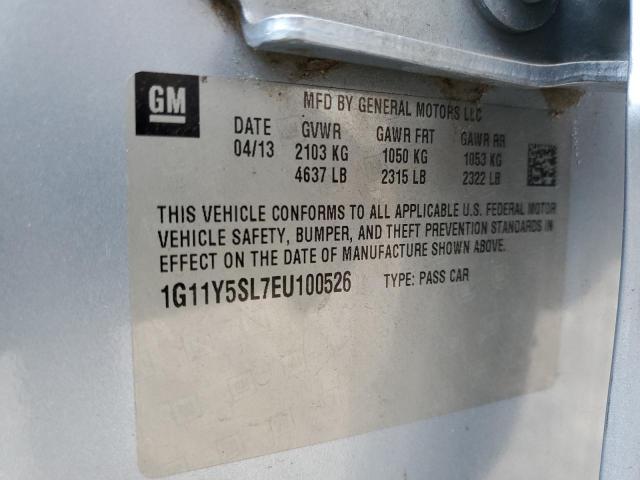 GM
MFD BY GENERAL MOTORS LLC
DATE GVWR GAWR FRT GAWR RR
04/13 2103 KG 1050 KG 1053 KG
4637 LB 2315 LB 2322 LB
THIS VEHICLE CONFORMS TO ALL APPLICABLE U.S. FEDERAL MOTOR
VEHICLE SAFETY, BUMPER, AND THEFT PREVENTION STANDARDS IN
EFFECT ON THE DATE OF MANUFACTURE SHOWN ABOVE.
1G11Y5SL7EU100526 TYPE: PASS CAR